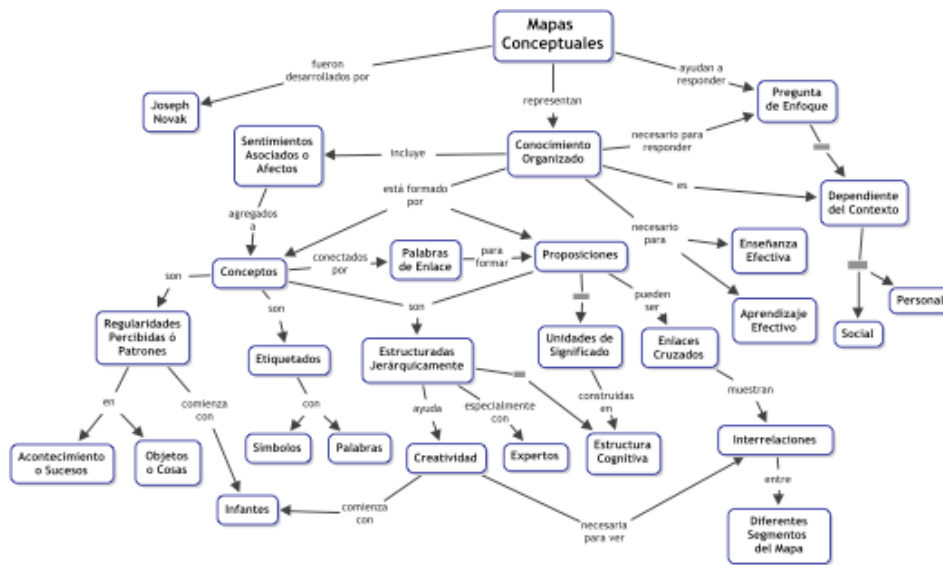 Mapas
Conceptuales
fueron
desarrollados por
ayudan a
responder
representan
Joseph
Novak
Pregunta
de Enfoque
Sentimientos
Asociados o
Afectos
incluye
Conocimiento
Organizado
necesario para
responder
es
Dependiente
del Contexto
agregados
a
está formado
por
necesario
para
Enseñanza
Efectiva
Conceptos
conectados
por
Palabras
de Enlace
para
formar
Proposiciones
Personal
son
son
son
pueden
ser
Aprendizaje
Efectivo
Social
Regularidades
Percibidas ó
Patrones
Etiquetados
Estructuradas
Jerárquicamente
Unidades de
Significado
Enlaces
Cruzados
en
comienza
con
con
ayuda
especialmente
con
construidas
en
muestran
Acontecimiento
o Sucesos
Objetos
o Cosas
Símbolos
Palabras
Creatividad
Expertos
Estructura
Cognitiva
Interrelaciones
Infantes
comienza
con
necesaria
para ver
entre
Diferentes
Segmentos
del Mapa